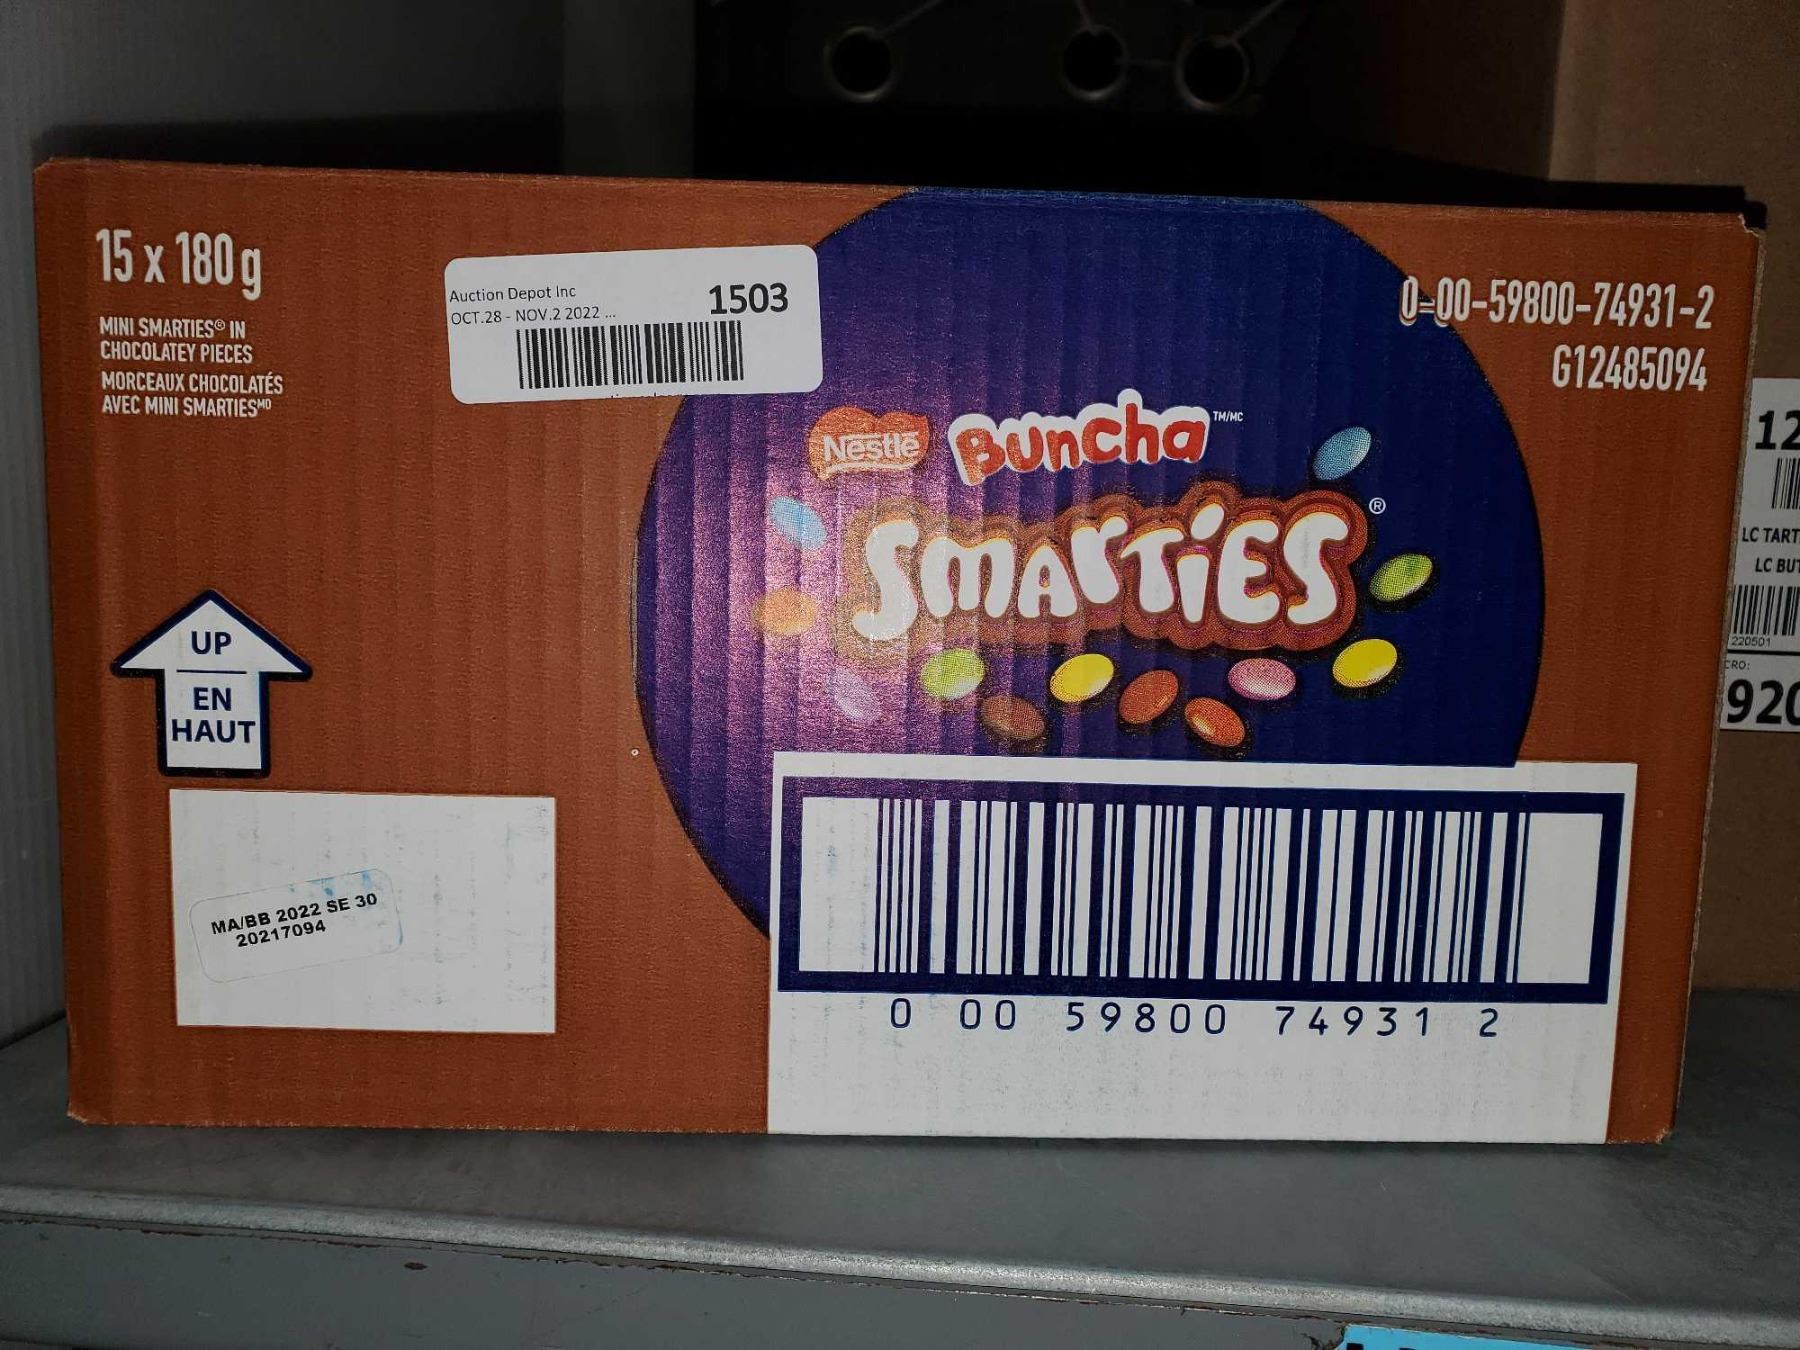 15 x 180 g
MINI SMARTIES® IN
CHOCOLATEY PIECES
MORCEAUX CHOCOLATÉS
AVEC MINI SMARTIESMD
Auction Depot Inc
OCT.28 - NOV.2 2022 ...
1503
0-00-59800-74931-2
G12485094
Nestlé
Buncha TM/MC
SMARTIES ®
UP
EN
HAUT
MA/BB 2022 SE 30
20217094
0 00 59800 74931 2
12
LC TART
LC BUT
220501
CRO:
920